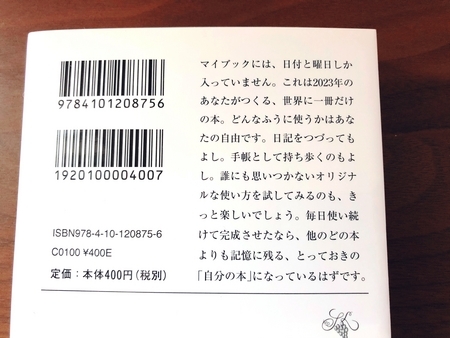 9784101208756
1920100004007
ISBN978-4-10-120875-6
C0100 ¥400E
定価：本体400円（税別）
マイブックには、日付と曜日しか
入っていません。これは2023年の
あなたがつくる、世界に一冊だけ
の本。どんなふうに使うかはあな
たの自由です。日記をつづっても
よし。手帳として持ち歩くのもよ
し。誰にも思いつかないオリジナ
ルな使い方を試してみるのも、き
っと楽しいでしょう。毎日使い続
けて完成させたなら、他のどの本
よりも記憶に残る、とっておきの
「自分の本」になっているはずです。